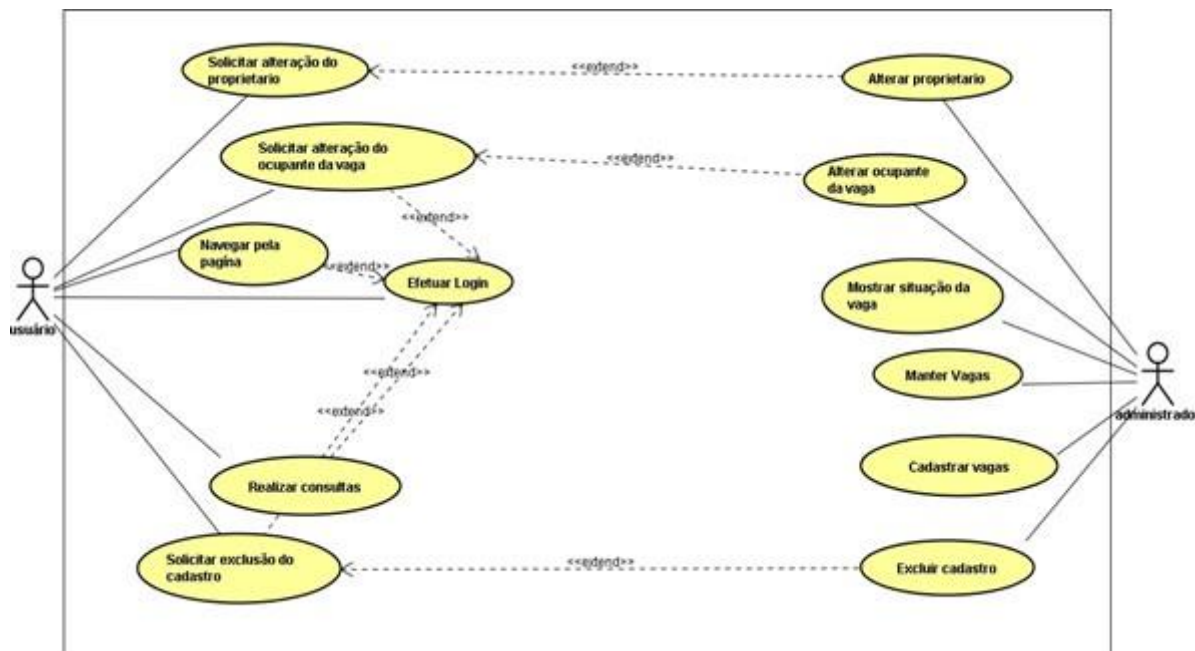 Solicitar alteração do
proprietario
<<extend>>
Alterar proprietario
Solicitar alteração do
ocupante da vaga
<<extend>>
Alterar ocupante
da vaga
<<extend>>
Navegar pela
pagína
<<extend>>
Efetuar Login
Mostrar situação da
vaga
usuário
<<extend>>
Manter Vagas
<<extend>>
administrado
Cadastrar vagas
Realizar consultas
Solicitar exclusão do
cadastro
<<extend>>
Excluir cadastro